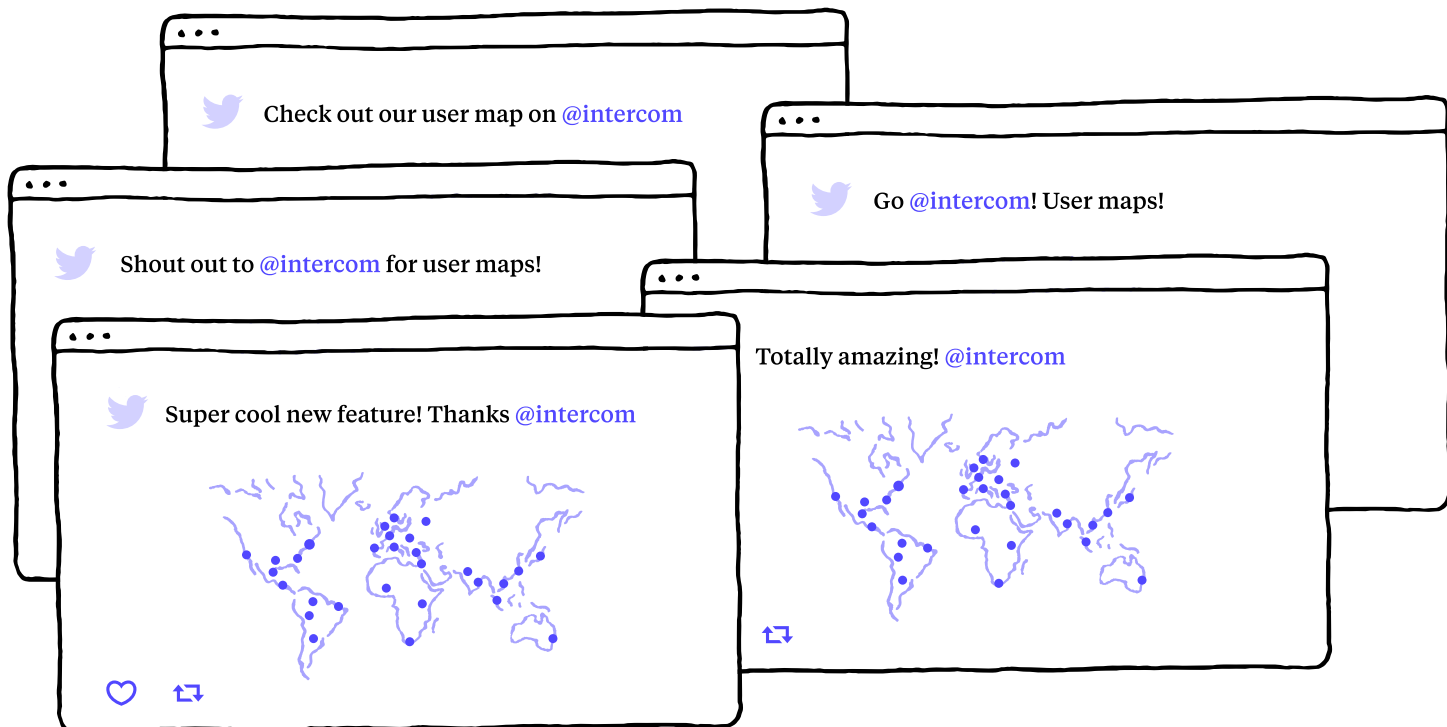 Check out our user map on @intercom
Go @intercom! User maps!
Shout out to @intercom for user maps!
Totally amazing! @intercom
Super cool new feature! Thanks @intercom